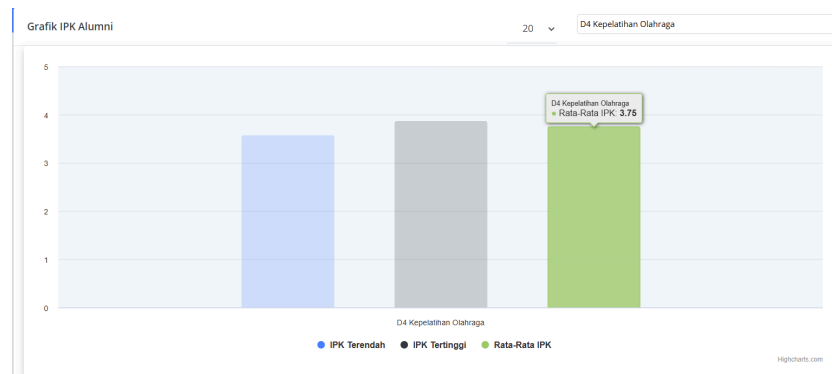 Grafik IPK Alumni
20
D4 Kepelatihan Olahraga
5
4
3
2
1
0
D4 Kepelatihan Olahraga
Rata-Rata IPK: 3.75
D4 Kepelatihan Olahraga
IPK Terendah IPK Tertinggi Rata-Rata IPK
Highcharts.com